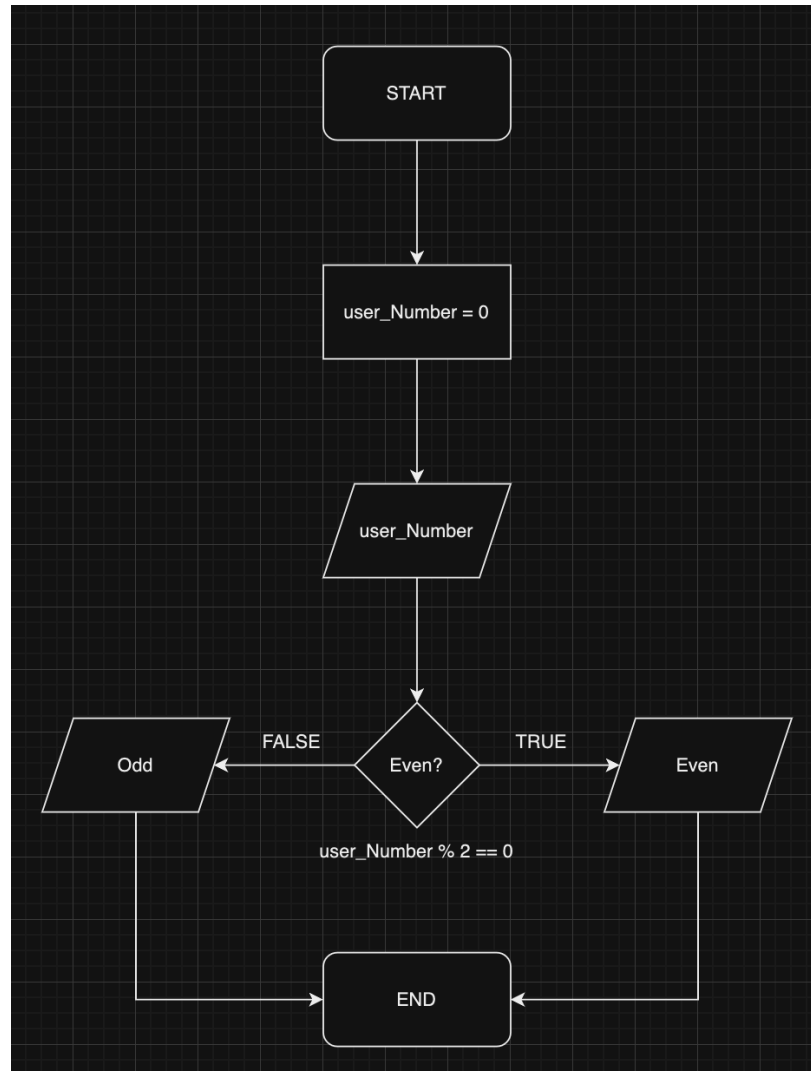 START
user_Number = 0
user_Number
FALSE
TRUE
Odd
Even?
Even
user_Number % 2 == 0
END